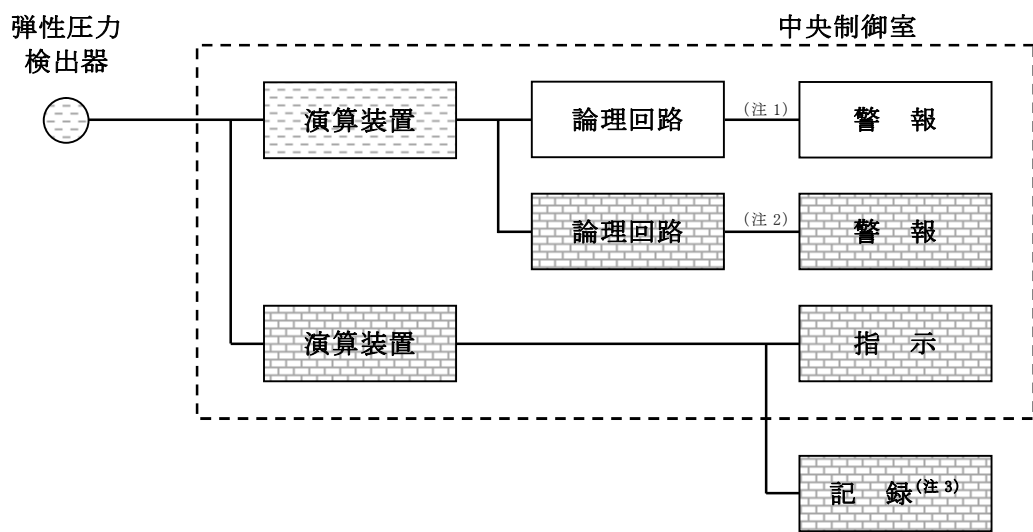 弾性圧力
検出器
中央制御室
演算装置
論理回路
(注 1)
警 報
論理回路
(注 2)
警 報
演算装置
指 示
記 録(注 3)